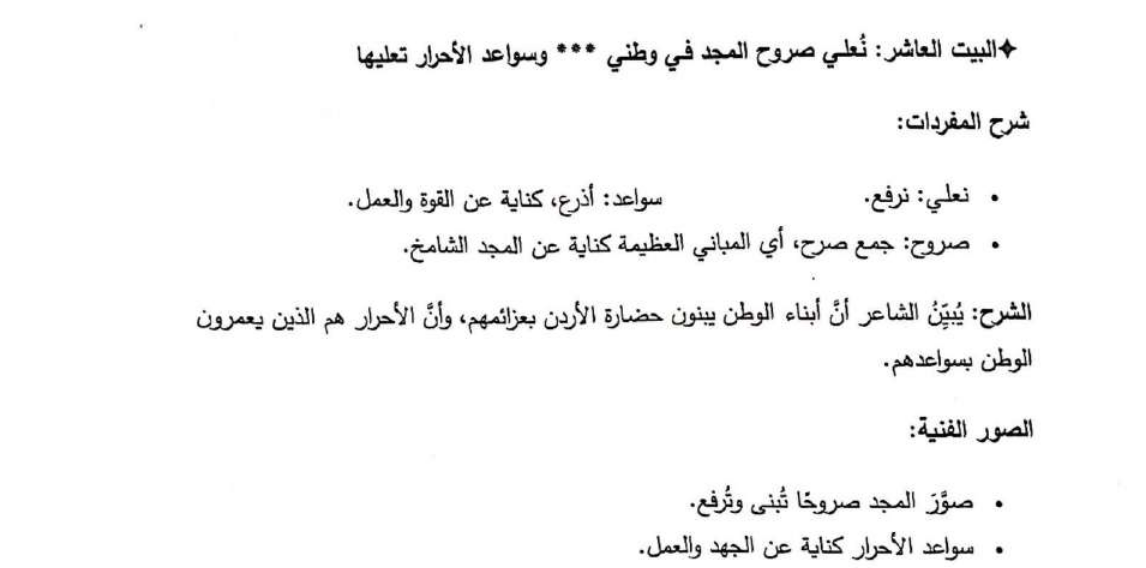 ✦البيت العاشر: نُعلي صروح المجد في وطني *** وسواعد الأحرار تعليها
شرح المفردات:
• نعلي: نرفع. سواعد: أذرع، كناية عن القوة والعمل.
• صروح: جمع صرح، أي المباني العظيمة كناية عن المجد الشامخ.
الشرح: يُبيِّنُ الشاعر أنَّ أبناء الوطن يبنون حضارة الأردن بعزائمهم، وأنَّ الأحرار هم الذين يعمرون
الوطن بسواعدهم.
الصور الفنية:
• صوَّرَ المجد صروحًا تُبنى وتُرفع.
• سواعد الأحرار كناية عن الجهد والعمل.